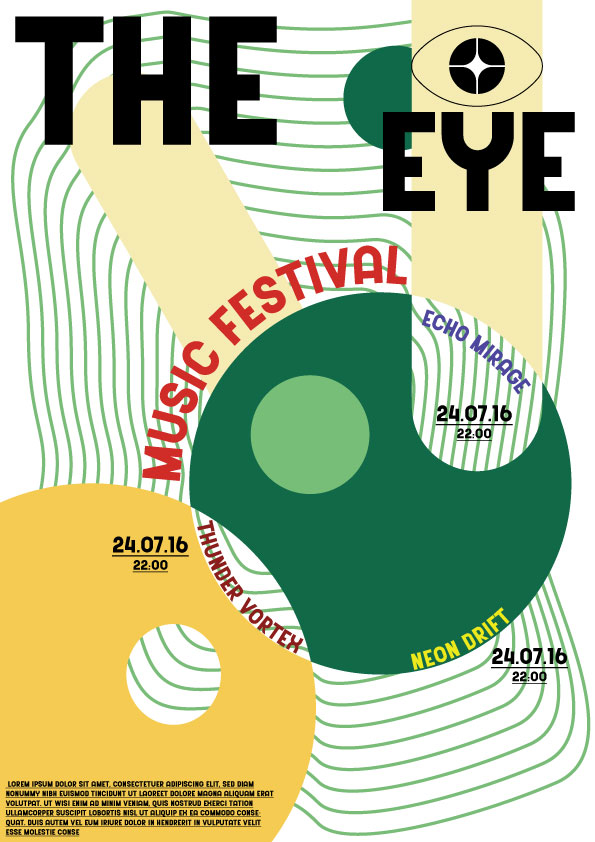 THE
EYE
MUSIC FESTIVAL
ECHO MIRAGE
24.07.16
22:00
24.07.16
22:00
THUNDER VORTEX
NEON DRIFT
24.07.16
22:00
LOREM IPSUM DOLOR SIT AMET, CONSECTETUER ADIPISCING ELIT, SED DIAM
NONUMMY NIBH EUISMOD TINCIDUNT UT LAOREET DOLORE MAGNA ALIQUAM ERAT
VOLUTPAT. UT WISI ENIM AD MINIM VENIAM, QUIS NOSTRUD EXERCI TATION
ULLAMCORPER SUSCIPIT LOBORTIS NISL UT ALIQUIP EX EA COMMODO CONSE-
QUAT. DUIS AUTEM VEL EUM IRIURE DOLOR IN HENDRERIT IN VULPUTATE VELIT
ESSE MOLESTIE CONSE